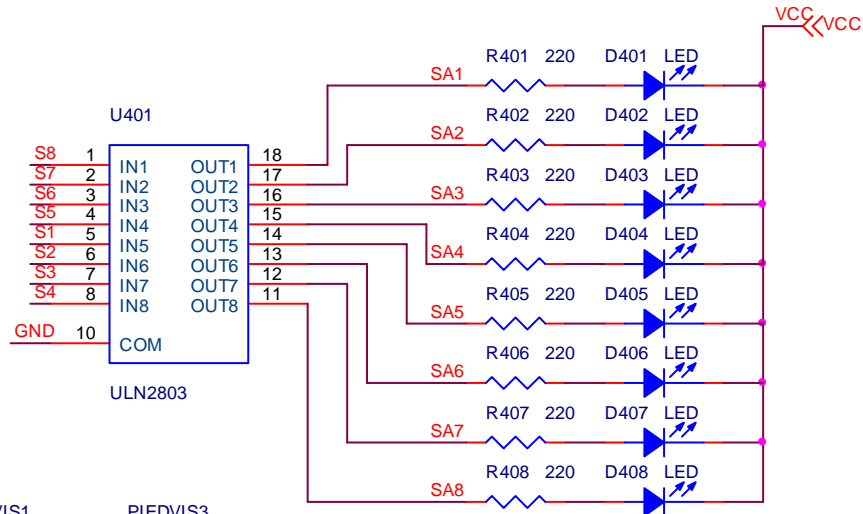 VCC
VCC
R401 220 D401 LED
SA1
R402 220 D402 LED
SA2
R403 220 D403 LED
SA3
R404 220 D404 LED
SA4
R405 220 D405 LED
SA5
R406 220 D406 LED
SA6
R407 220 D407 LED
SA7
R408 220 D408 LED
SA8
U401
S8 1 IN1 OUT1 18
S7 2 IN2 OUT2 17
S6 3 IN3 OUT3 16
S5 4 IN4 OUT4 15
S1 5 IN5 OUT5 14
S2 6 IN6 OUT6 13
S3 7 IN7 OUT7 12
S4 8 IN8 OUT8 11
GND 10 COM
ULN2803